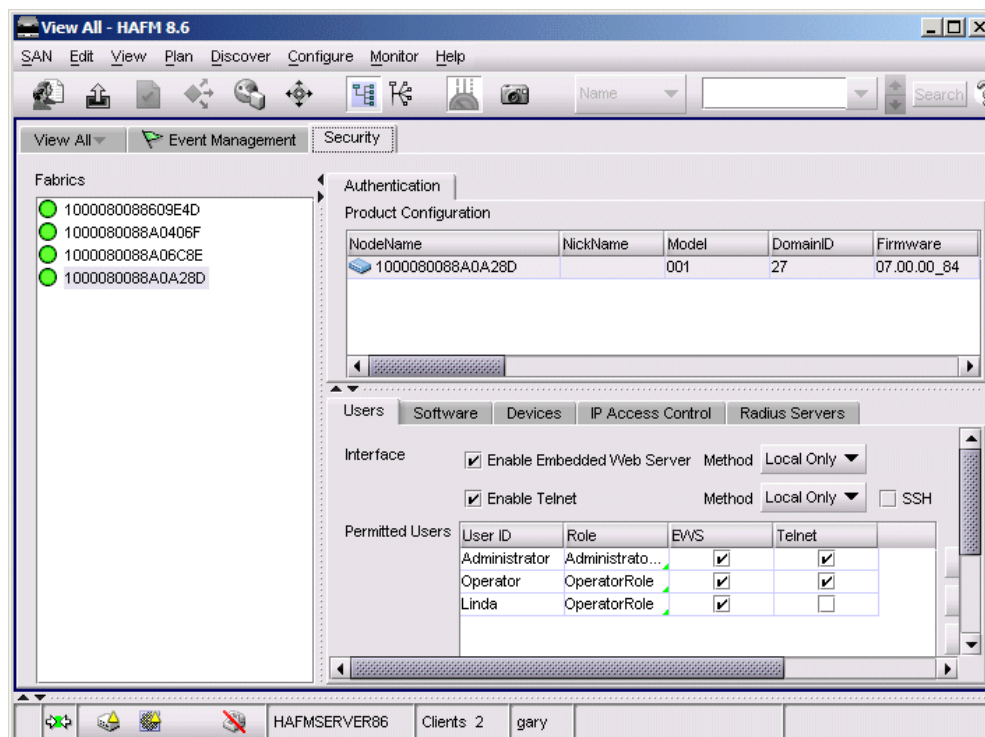 View All - HAFM 8.6
SAN Edit View Plan Discover Configure Monitor Help
Name Search
View All Event Management Security
Fabrics
1000080088609E4D
1000080088A0406F
1000080088A06C8E
1000080088A0A28D
Authentication
Product Configuration
NodeName NickName Model DomainID Firmware
1000080088A0A28D 001 27 07.00.00_84
Users Software Devices IP Access Control Radius Servers
Interface Enable Embedded Web Server Method Local Only
Enable Telnet Method Local Only SSH
Permitted Users User ID Role EWS Telnet
Administrator Administrato...
Operator OperatorRole
Linda OperatorRole
HAFMSERVER86 Clients 2 gary